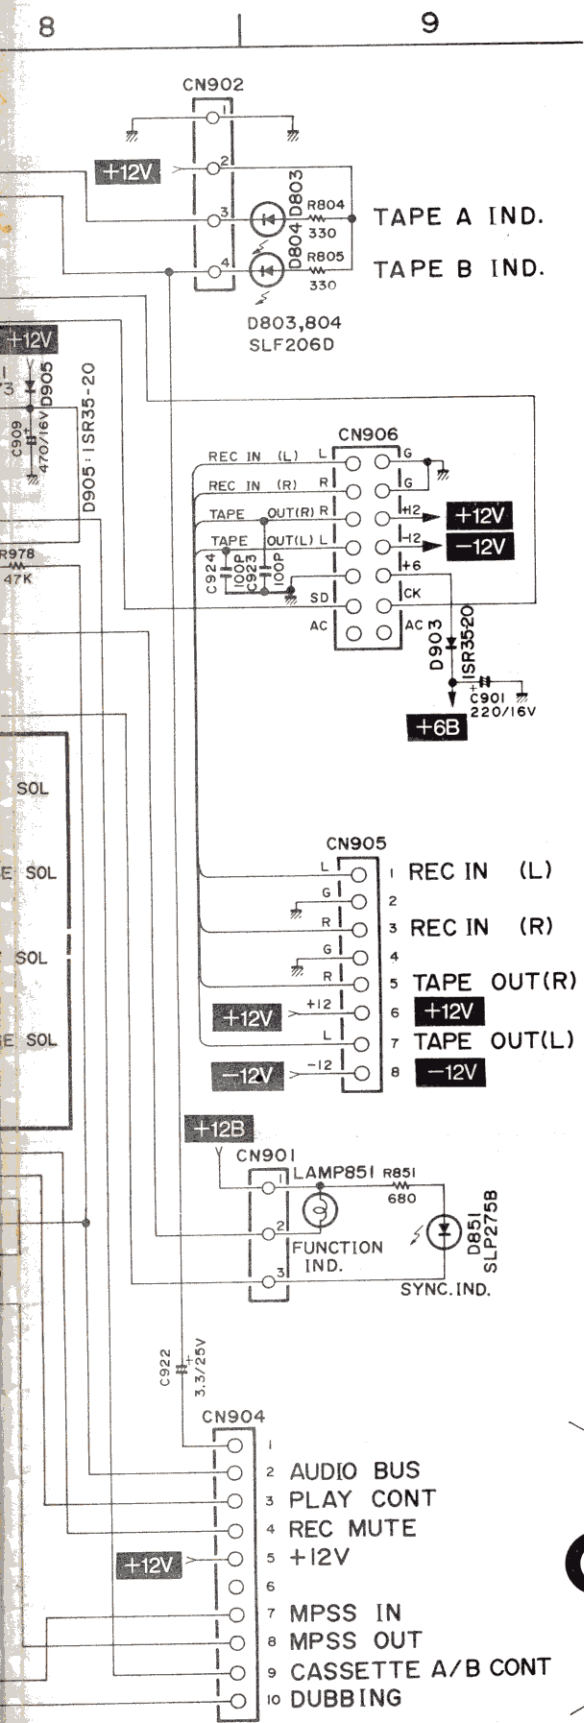 8 9
CN902
1
+12V
2
D803
R804
3
330
TAPE A IND.
D804
R805
4
330
TAPE B IND.
D803,804
SLF206D
+12V
D905
C909
470/16V
D905:1SR35-20
CN906
REC IN (L) L G
REC IN (R) R G
TAPE OUT(R) R +12 +12V
TAPE OUT(L) L -12 -12V
C924
100P
C923
100P
+6
SD CK
AC AC
D903
1SR35-20
C901
220/16V
+6B
R978
47K
SOL
E SOL
SOL
GE SOL
CN905
L 1 REC IN (L)
G 2
R 3 REC IN (R)
G 4
R 5 TAPE OUT(R)
+12V +12 6 +12V
L 7 TAPE OUT(L)
-12V -12 8 -12V
+12B
CN901
1
LAMP851
R851
680
2
FUNCTION
IND.
D851
SLP275B
3
SYNC.IND.
C922
3.3/25V
CN904
1
2 AUDIO BUS
3 PLAY CONT
4 REC MUTE
+12V 5 +12V
6
7 MPSS IN
8 MPSS OUT
9 CASSETTE A/B CONT
10 DUBBING